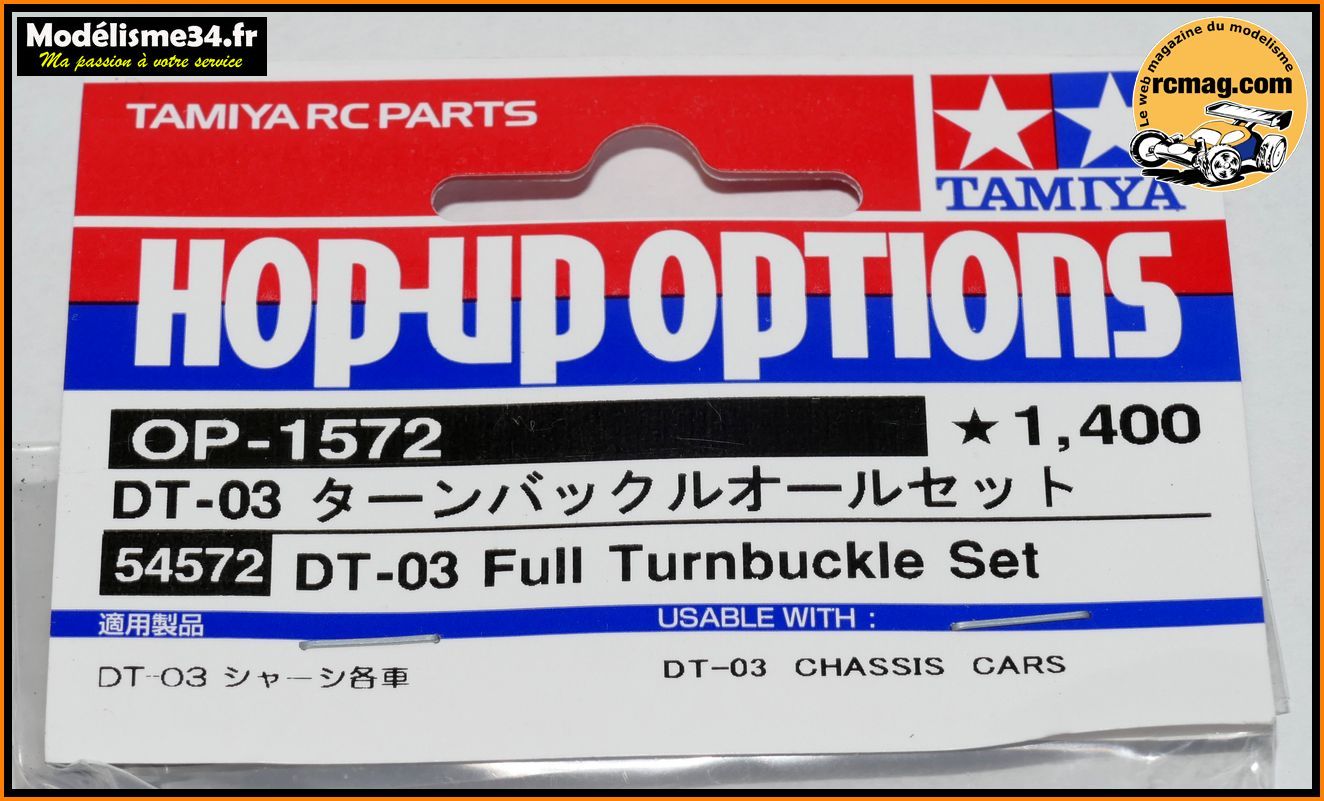 Modélisme34.fr
Ma passion à votre service
Le web magazine du modelisme
rcmag.com
TAMIYA RC PARTS
TAMIYA
HOP-UP OPTIONS
OP-1572 ★1,400
DT-03 ターンバックルオールセット
54572 DT-03 Full Turnbuckle Set
適用製品 USABLE WITH :
DT-03 シャーシ各車 DT-03 CHASSIS CARS